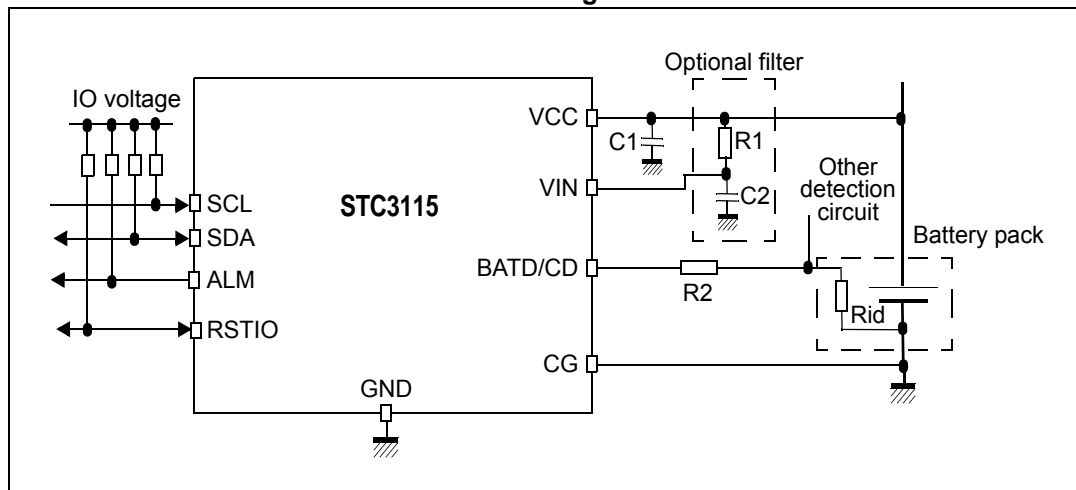 Optional filter
IO voltage
VCC
C1
R1
Other
detection
circuit
VIN
C2
STC3115
SCL
SDA
Battery pack
BATD/CD
R2
ALM
Rid
RSTIO
CG
GND